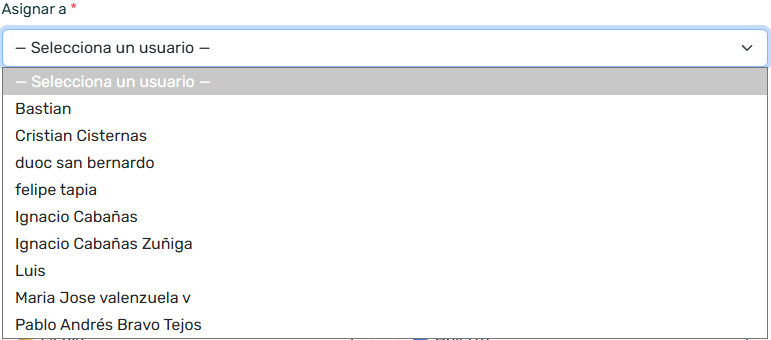 Asignar a *
— Selecciona un usuario —
— Selecciona un usuario —
Bastian
Cristian Cisternas
duoc san bernardo
felipe tapia
Ignacio Cabañas
Ignacio Cabañas Zuñiga
Luis
Maria Jose valenzuela v
Pablo Andrés Bravo Tejos